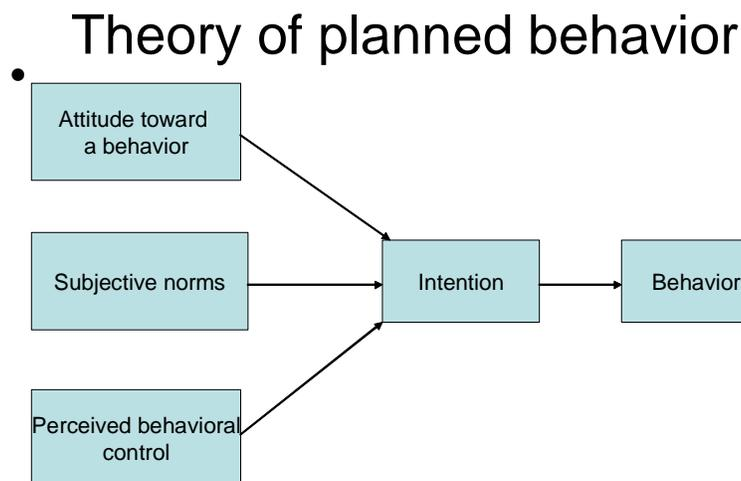 Theory of planned behavior
•
Attitude toward
a behavior
Subjective norms
Intention
Behavior
Perceived behavioral
control